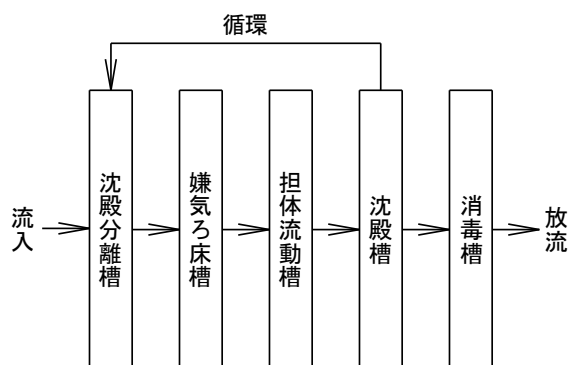 循環
流入
沈殿分離槽
嫌気ろ床槽
担体流動槽
沈殿槽
消毒槽
放流